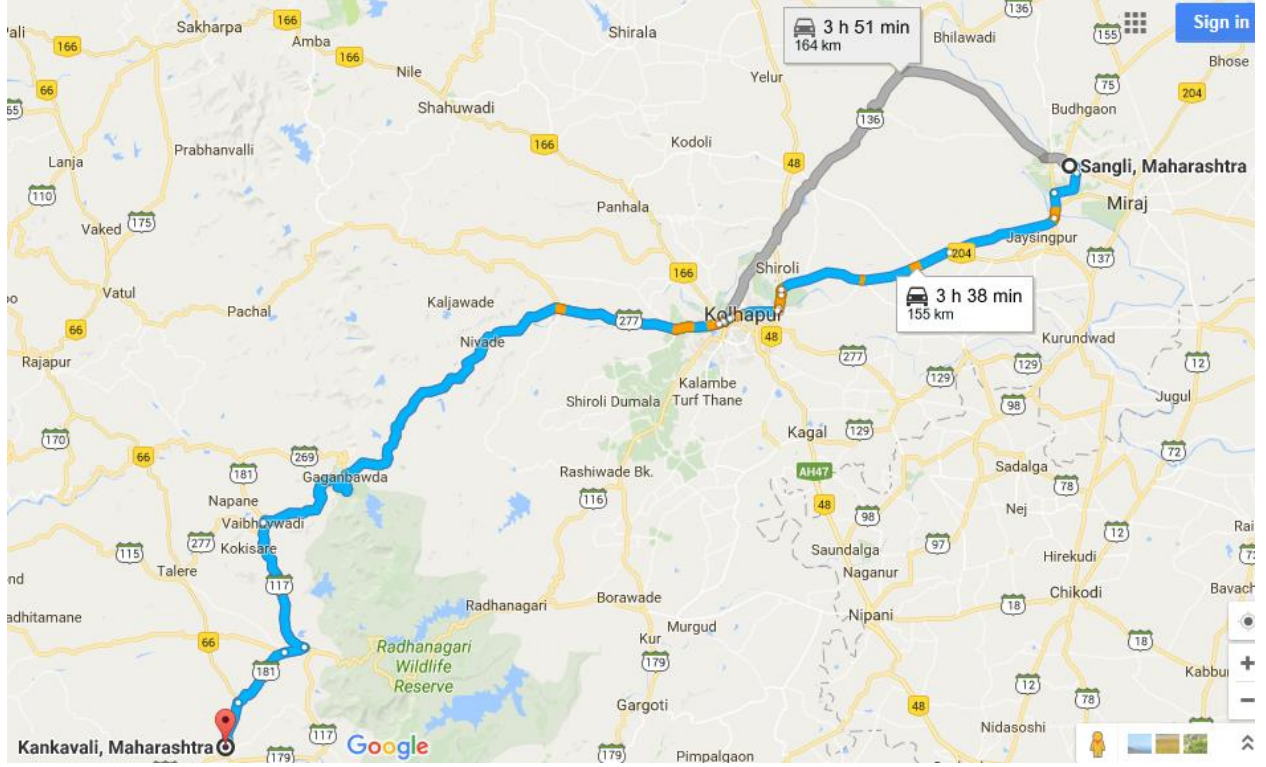 136
Sign in
Pali
Sakharpa
166
Amba
3 h 51 min
164 km
Shirala
Bhilawadi
155
166
166
Bhose
Nile
Yelur
75
66
204
Shahuwadi
Budhgaon
136
Prabhanvalli
166
Kodoli
48
Lanja
Sangli, Maharashtra
110
Miraj
Panhala
Vaked
175
Jaysingpur
204
137
166
Shiroli
Vatul
3 h 38 min
155 km
Kaljawade
Pachal
Kolhapur
277
66
48
Nivade
Kurundwad
Rajapur
277
129
129
12
Kalambe
Turf Thane
Shiroli Dumala
98
Jugul
170
Kagal
129
66
269
72
181
Gaganbawda
Rashiwade Bk.
AH47
Sadalga
78
Napane
116
48
Nej
98
Vaibhavwadi
12
277
Kokisare
97
115
Saundalga
Hirekudi
Talere
Naganur
117
Chikodi
Borawade
Radhanagari
18
Nipani
Murgud
66
Radhanagari
Wildlife
Reserve
Kur
18
179
181
12
78
Gargoti
48
Nidasoshi
117
Kankavali, Maharashtra
Google
179
179
Pimpalgaon